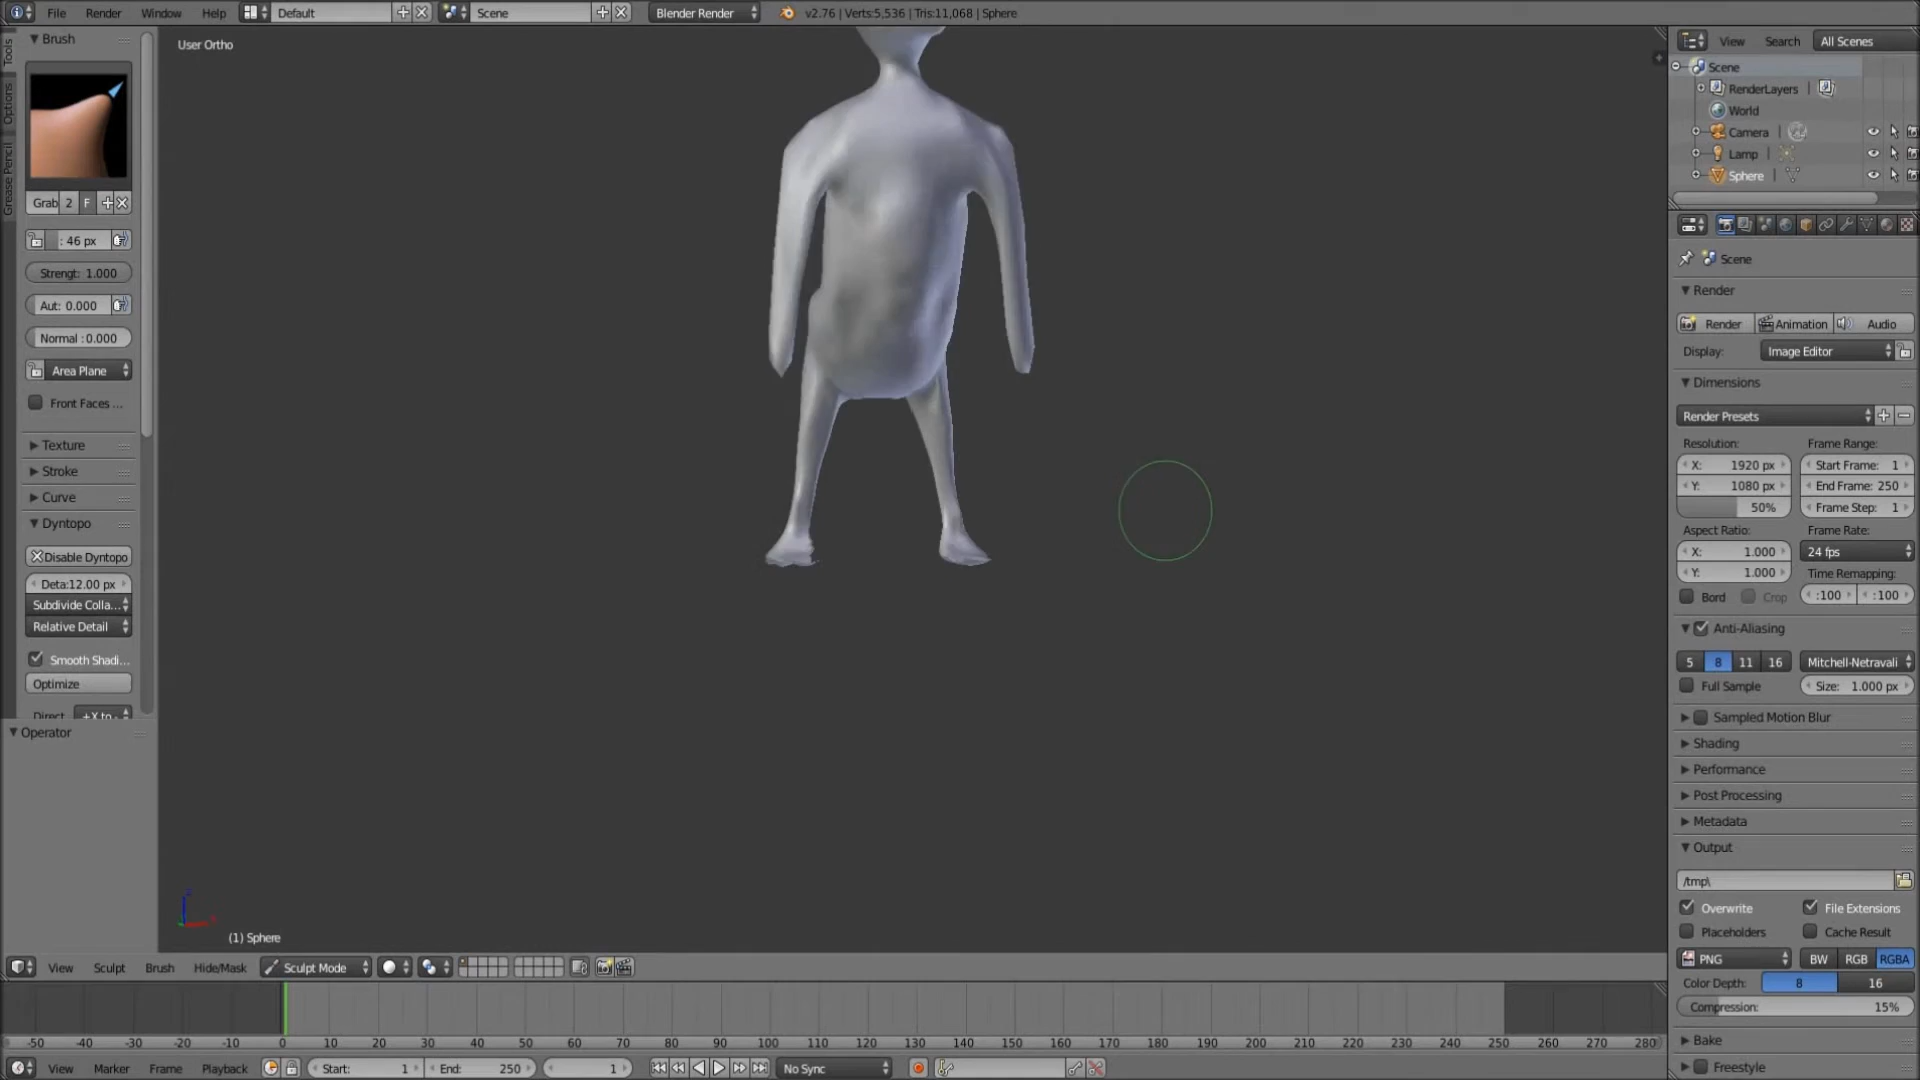 File Render Window Help Default Scene Blender Render v2.76 | Verts:5,536 | Tris:11,068 | Sphere
Tools
Options
Grease Pencil
Brush
Grab 2 F
: 46 px
Strengt: 1.000
Aut: 0.000
Normal : 0.000
Area Plane
Front Faces ...
Texture
Stroke
Curve
Dyntopo
Disable Dyntopo
Deta:12.00 px
Subdivide Colla...
Relative Detail
Smooth Shadi...
Optimize
Direct +X to -
Operator
User Ortho
(1) Sphere
View Search All Scenes
Scene
RenderLayers |
World
Camera |
Lamp |
Sphere |
Scene
Render
Render Animation Audio
Display: Image Editor
Dimensions
Render Presets
Resolution: Frame Range:
X: 1920 px Start Frame: 1
Y: 1080 px End Frame: 250
50% Frame Step: 1
Aspect Ratio: Frame Rate:
X: 1.000 24 fps
Y: 1.000 Time Remapping:
Bord Crop :100 :100
Anti-Aliasing
5 8 11 16 Mitchell-Netravali
Full Sample Size: 1.000 px
Sampled Motion Blur
Shading
Performance
Post Processing
Metadata
Output
/tmp\
Overwrite File Extensions
Placeholders Cache Result
PNG BW RGB RGBA
Color Depth: 8 16
Compression: 15%
Bake
Freestyle
View Sculpt Brush Hide/Mask Sculpt Mode
-50 -40 -30 -20 -10 0 10 20 30 40 50 60 70 80 90 100 110 120 130 140 150 160 170 180 190 200 210 220 230 240 250 260 270 280
View Marker Frame Playback Start: 1 End: 250 1 No Sync